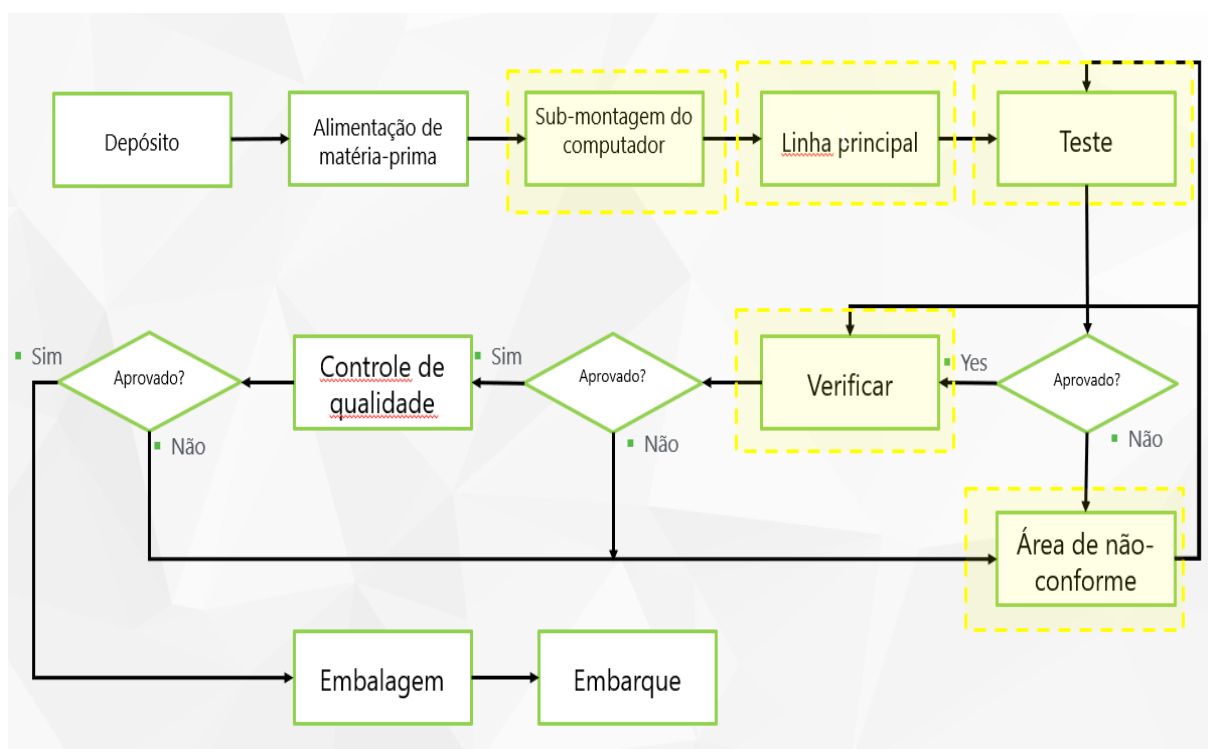 Depósito
Alimentação de
matéria-prima
Sub-montagem do
computador
Linha principal
Teste
Sim
Aprovado?
Não
Controle de
qualidade
Sim
Aprovado?
Não
Verificar
Yes
Aprovado?
Não
Área de não-
conforme
Embalagem
Embarque